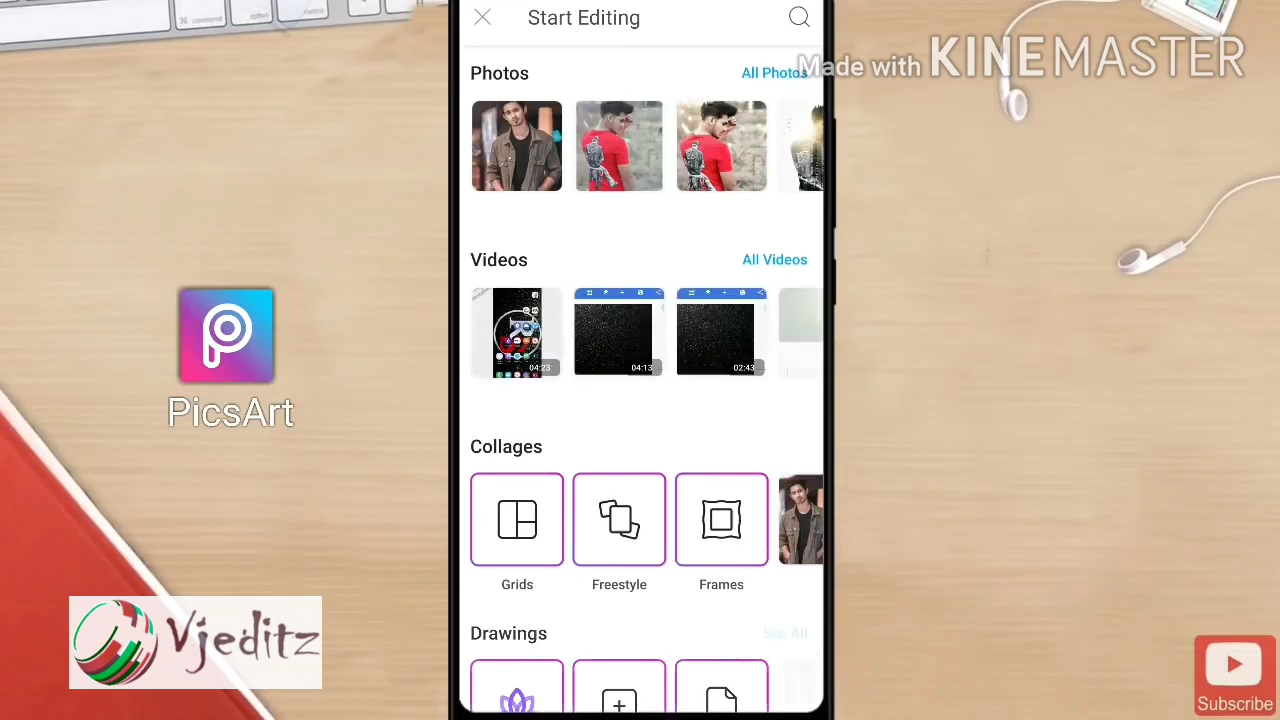 Start Editing
Made with KINEMASTER
Photos
All Photos
Videos
All Videos
04:23
04:13
02:43
Collages
Grids
Freestyle
Frames
Drawings
See All
PicsArt
Vjeditz
Subscribe